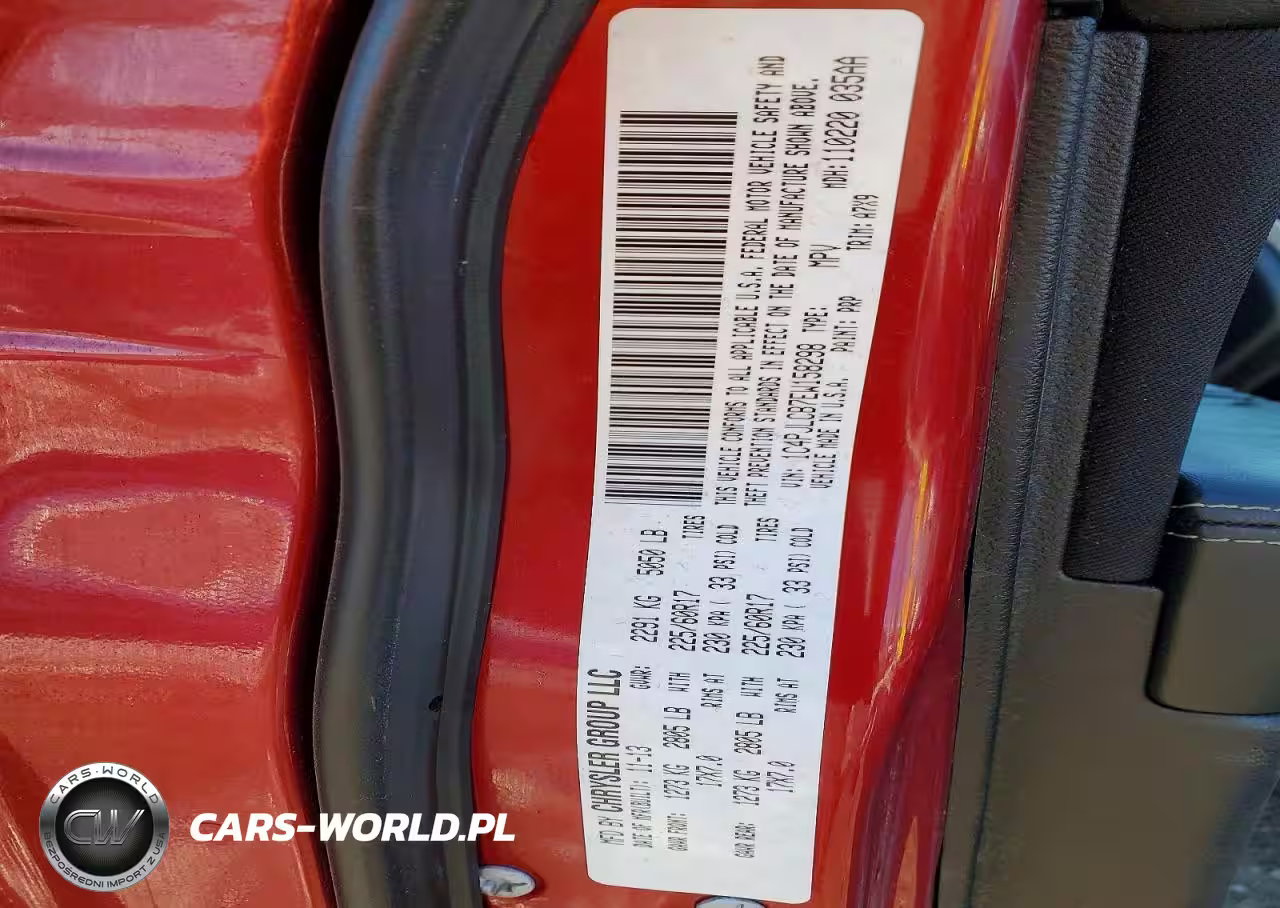 MFD BY CHRYSLER GROUP LLC
DATE OF MFR(BUILT): 11-13 GVWR: 2291 KG 5050 LB
GAWR FRONT: 1273 KG 2805 LB WITH 225/60R17 TIRES
17X7.0 RIMS AT 230 KPA ( 33 PSI) COLD
GAWR REAR: 1273 KG 2805 LB WITH 225/60R17 TIRES
17X7.0 RIMS AT 230 KPA ( 33 PSI) COLD
THIS VEHICLE CONFORMS TO ALL APPLICABLE U.S.A. FEDERAL MOTOR VEHICLE SAFETY AND
THEFT PREVENTION STANDARDS IN EFFECT ON THE DATE OF MANUFACTURE SHOWN ABOVE.
VIN: 1C4PJLCB7EW158298 TYPE: MPV MDH:110220 035AA
VEHICLE MADE IN U.S.A. PAINT: PRP TRIM: A7X9
CARS-WORLD
CW
BEZPOŚREDNI IMPORT Z USA
CARS-WORLD.PL